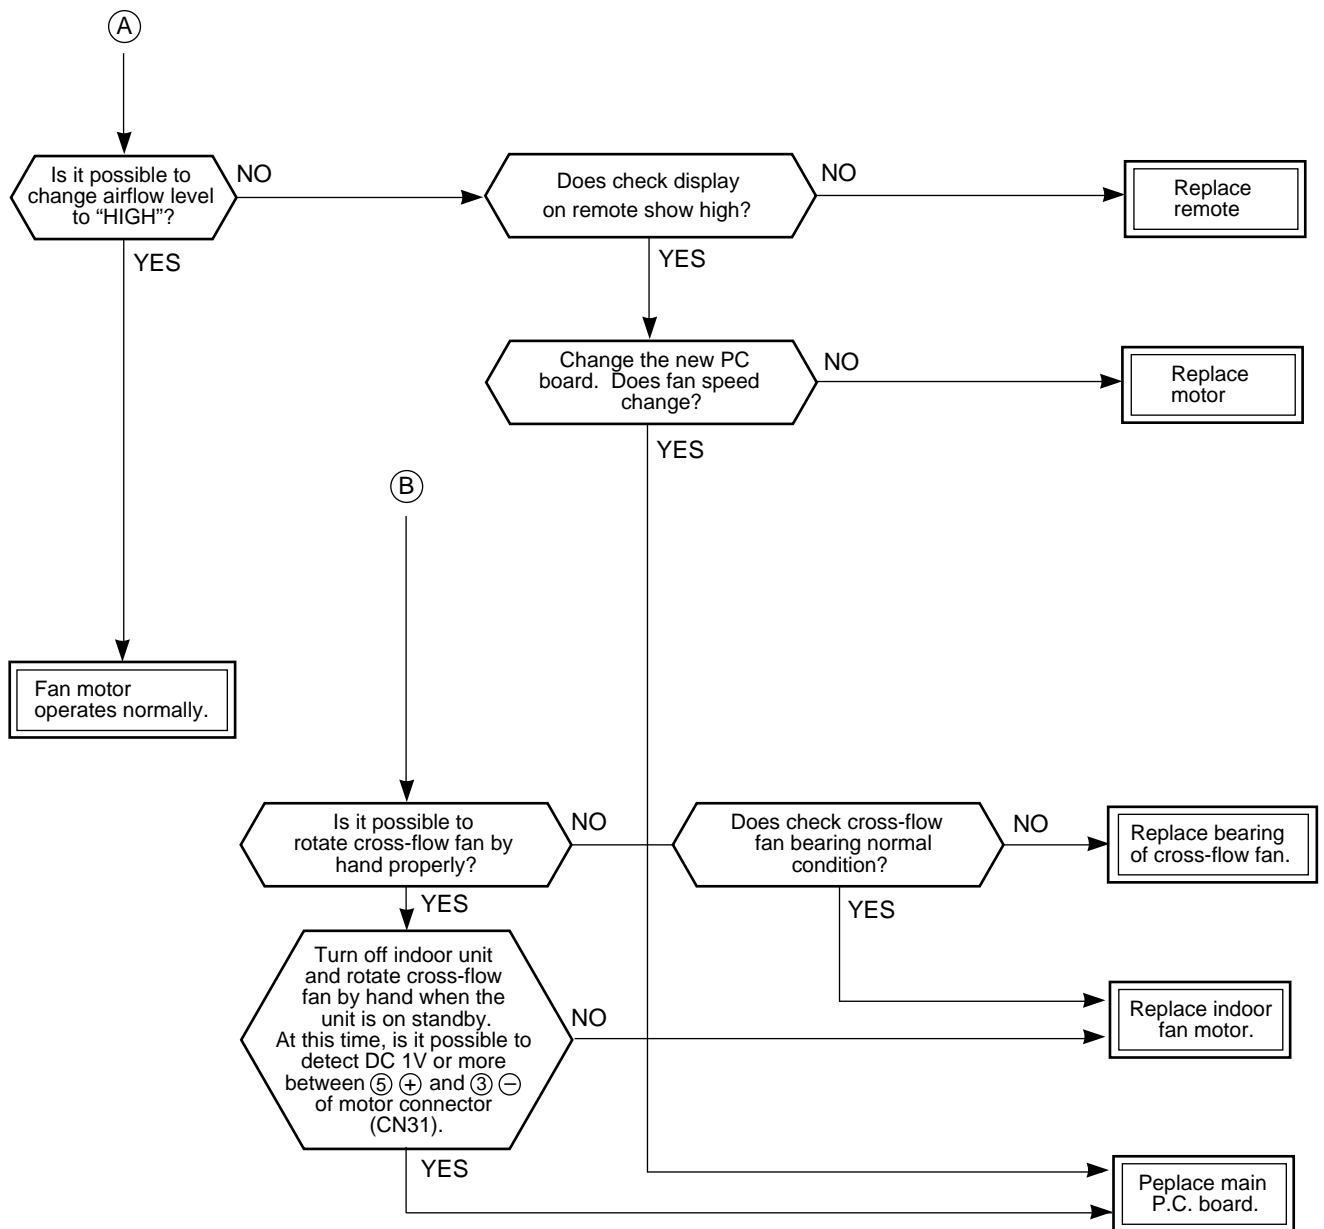 A
Is it possible to
change airflow level
to “HIGH”?
NO
YES
Does check display
on remote show high?
NO
YES
Replace
remote
Change the new PC
board. Does fan speed
change?
NO
YES
Replace
motor
B
Fan motor
operates normally.
Is it possible to
rotate cross-flow fan by
hand properly?
NO
YES
Does check cross-flow
fan bearing normal
condition?
NO
YES
Replace bearing
of cross-flow fan.
Turn off indoor unit
and rotate cross-flow
fan by hand when the
unit is on standby.
At this time, is it possible to
detect DC 1V or more
between ⑤ ⊕ and ③ ⊖
of motor connector
(CN31).
NO
YES
Replace indoor
fan motor.
Peplace main
P.C. board.